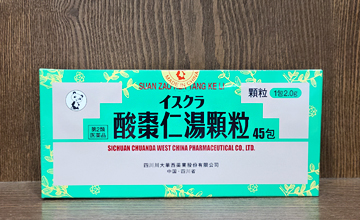 SUAN ZAO REN TANG KE LI
イスクラ
顆粒
1包2.0g
第2類
医薬品
酸棗仁湯顆粒 45包
SICHUAN CHUANDA WEST CHINA PHARMACEUTICAL CO., LTD.
四川川大華西薬業股份有限公司
中国・四川省